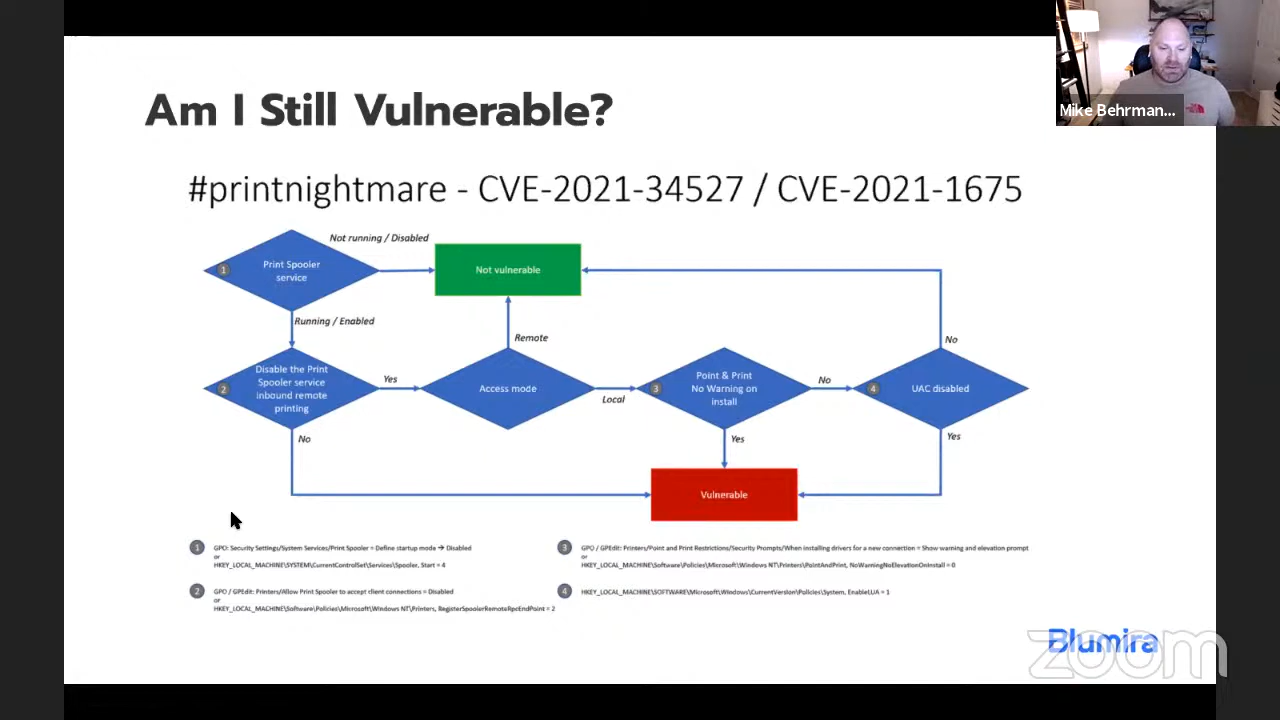 Am I Still Vulnerable?
Mike Behrman...
#printnightmare - CVE-2021-34527 / CVE-2021-1675
Not running / Disabled
1
Print Spooler
service
Not vulnerable
Running / Enabled
Remote
No
2
Disable the Print
Spooler service
inbound remote
printing
Yes
Access mode
Local
3
Point & Print
No Warning on
install
No
4
UAC disabled
No
Yes
Yes
Vulnerable
1
GPO: Security Settings/System Services/Print Spooler = Define startup mode → Disabled
or
HKEY_LOCAL_MACHINE\SYSTEM\CurrentControlSet\Services\Spooler, Start = 4
2
GPO / GPEdit: Printers/Allow Print Spooler to accept client connections = Disabled
or
HKEY_LOCAL_MACHINE\Software\Policies\Microsoft\Windows NT\Printers, RegisterSpoolerRemoteRpcEndPoint = 2
3
GPO / GPEdit: Printers/Point and Print Restrictions/Security Prompts/When installing drivers for a new connection = Show warning and elevation prompt
or
HKEY_LOCAL_MACHINE\Software\Policies\Microsoft\Windows NT\Printers\PointAndPrint, NoWarningNoElevationOnInstall = 0
4
HKEY_LOCAL_MACHINE\SOFTWARE\Microsoft\Windows\CurrentVersion\Policies\System, EnableLUA = 1
Blumira
zoom